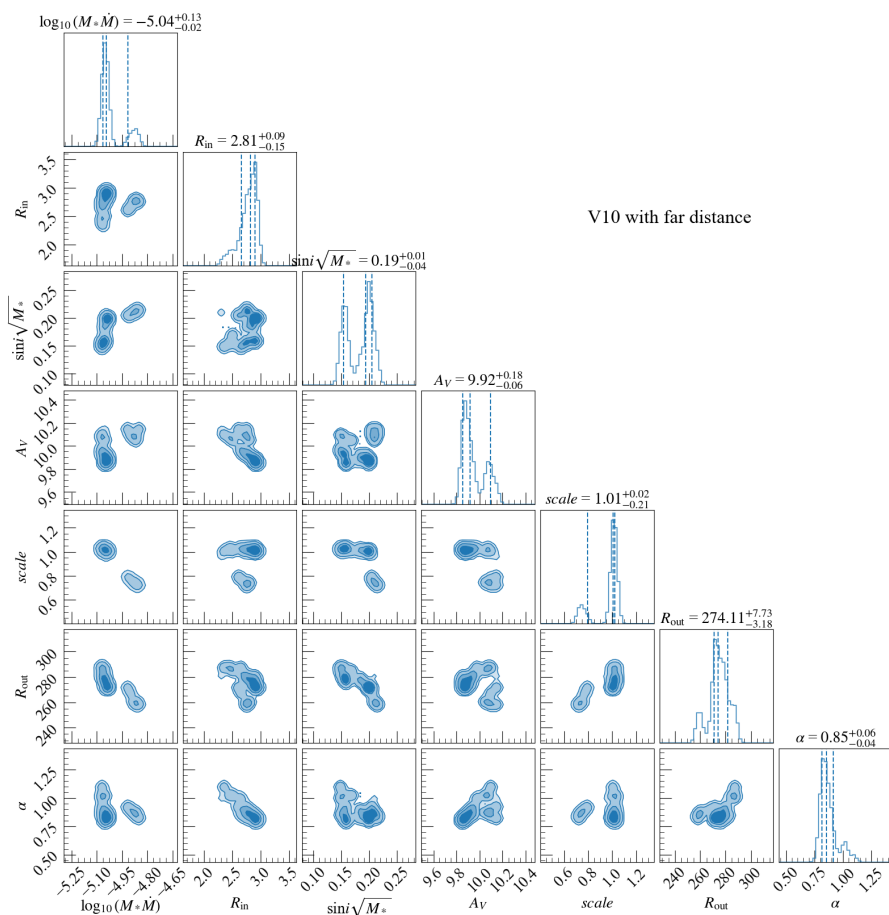 log₁₀(M∗Ṁ) = −5.04 +0.13 −0.02
R_in = 2.81 +0.09 −0.15
V10 with far distance
sin i√M∗ = 0.19 +0.01 −0.04
A_V = 9.92 +0.18 −0.06
scale = 1.01 +0.02 −0.21
R_out = 274.11 +7.73 −3.18
α = 0.85 +0.06 −0.04
R_in
3.5
3.0
2.5
2.0
sin i√M∗
0.25
0.20
0.15
0.10
A_V
10.4
10.2
10.0
9.8
9.6
scale
1.2
1.0
0.8
0.6
R_out
300
280
260
240
α
1.25
1.00
0.75
0.50
−5.25 −5.10 −4.95 −4.80 −4.65
log₁₀(M∗Ṁ)
2.0 2.5 3.0 3.5
R_in
0.10 0.15 0.20 0.25
sin i√M∗
9.6 9.8 10.0 10.2 10.4
A_V
0.6 0.8 1.0 1.2
scale
240 260 280 300
R_out
0.50 0.75 1.00 1.25
α